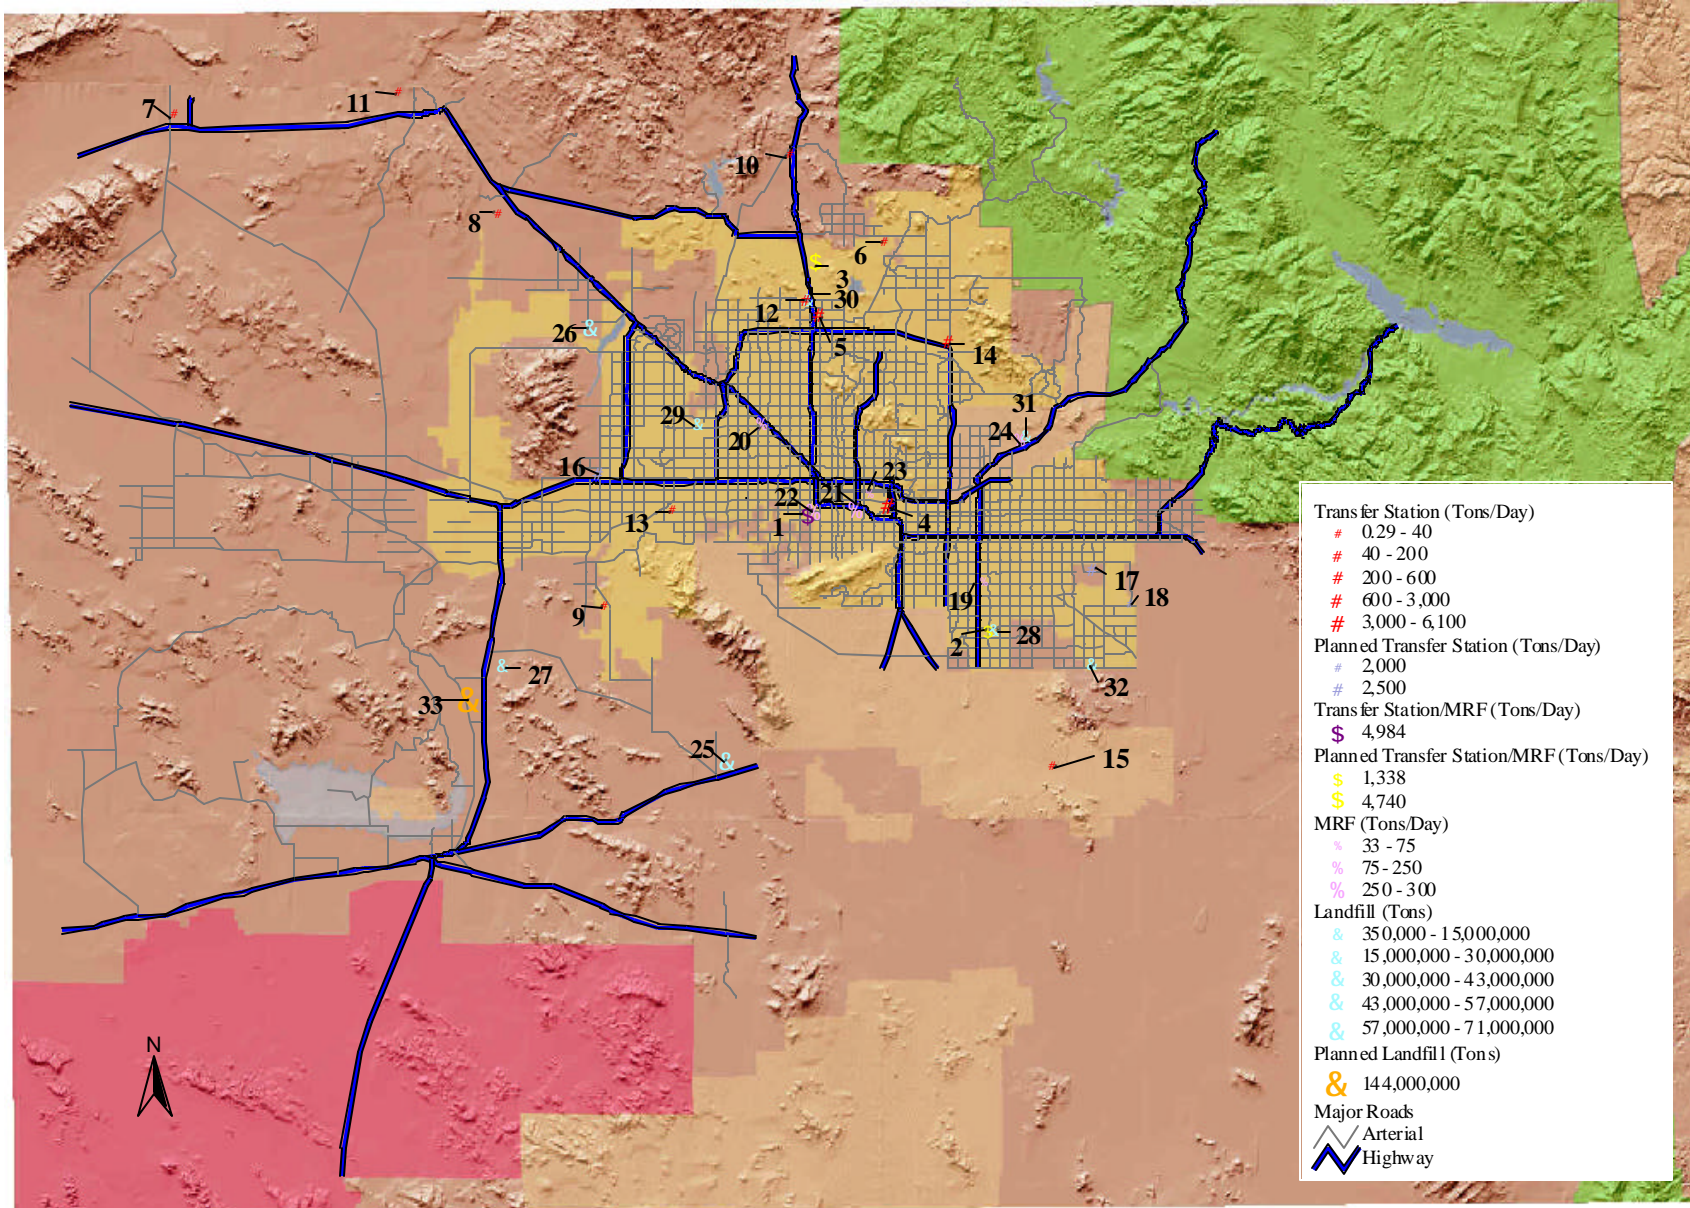 7
11
10
8
6
3
30
12
26
5
14
29
31
20
24
16
23
22
21
13
1
4
17
19
18
9
2
28
27
32
33
25
15
N
Transfer Station (Tons/Day)
# 0.29 - 40
# 40 - 200
# 200 - 600
# 600 - 3,000
# 3,000 - 6,100
Planned Transfer Station (Tons/Day)
# 2,000
# 2,500
Transfer Station/MRF (Tons/Day)
$ 4,984
Planned Transfer Station/MRF (Tons/Day)
$ 1,338
$ 4,740
MRF (Tons/Day)
% 33 - 75
% 75 - 250
% 250 - 300
Landfill (Tons)
& 350,000 - 15,000,000
& 15,000,000 - 30,000,000
& 30,000,000 - 43,000,000
& 43,000,000 - 57,000,000
& 57,000,000 - 71,000,000
Planned Landfill (Tons)
& 144,000,000
Major Roads
Arterial
Highway